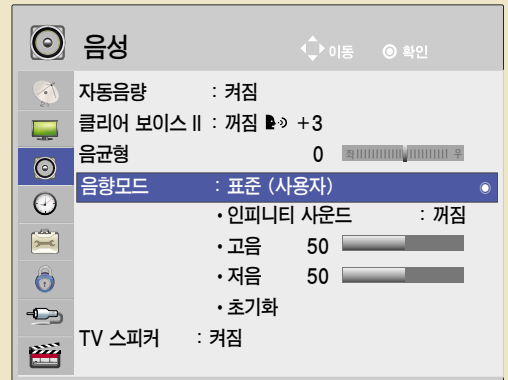 음성 이동 ◉ 확인
자동음량 : 켜짐
클리어 보이스 II : 꺼짐 +3
음균형 0 좌 우
음향모드 : 표준 (사용자) ◉
• 인피니티 사운드 : 꺼짐
• 고음 50
• 저음 50
• 초기화
TV 스피커 : 켜짐